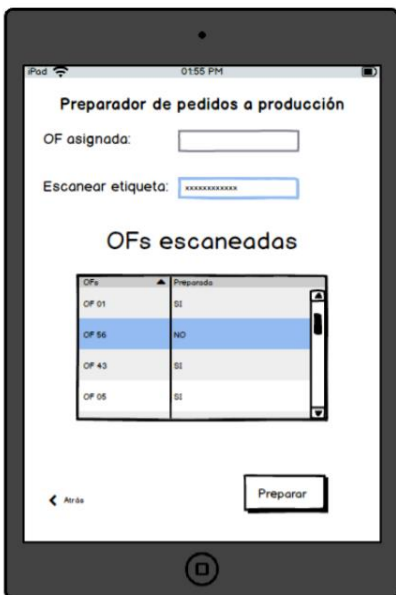 iPad 01:55 PM
Preparador de pedidos a producción
OF asignada:
Escanear etiqueta: xxxxxxxxxxxx
OFs escaneadas
OFs Preparado
OF 01 SI
OF 56 NO
OF 43 SI
OF 05 SI
Atrás Preparar